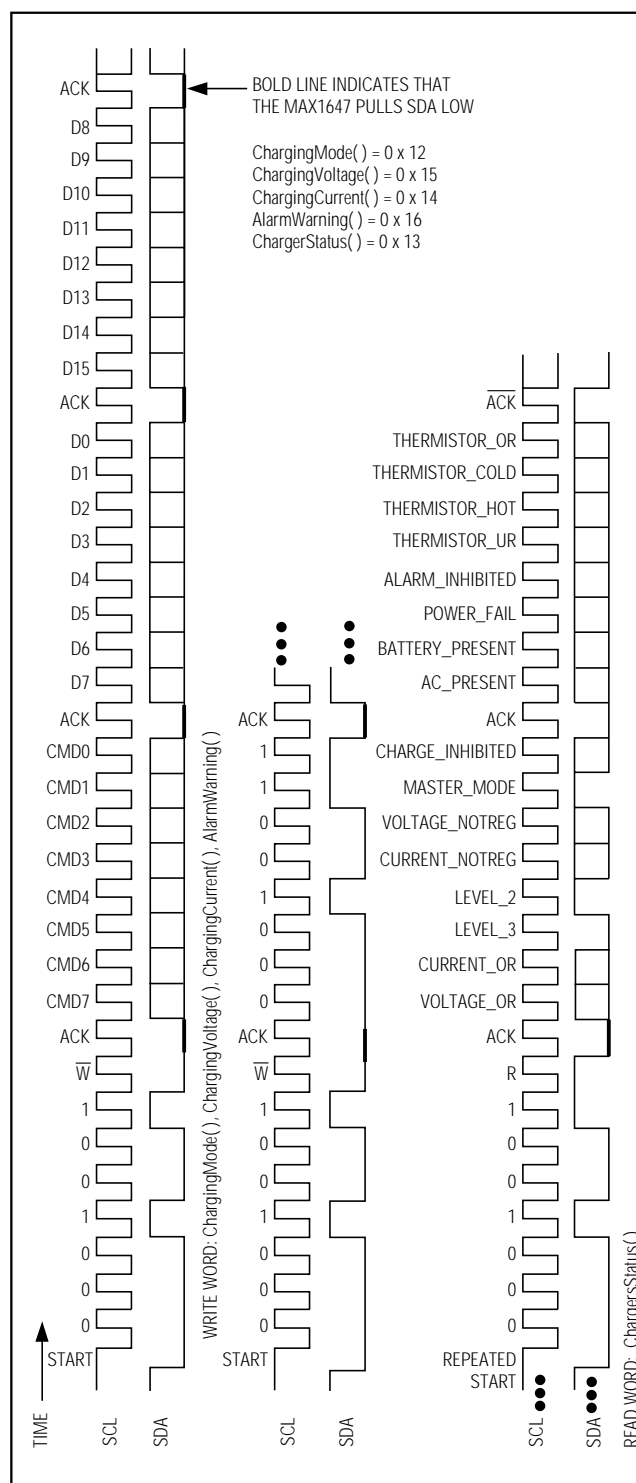 ACK
D8
D9
D10
D11
D12
D13
D14
D15
ACK
D0
D1
D2
D3
D4
D5
D6
D7
ACK
CMD0
CMD1
CMD2
CMD3
CMD4
CMD5
CMD6
CMD7
ACK
W
1
0
0
1
0
0
0
START
TIME
SCL
SDA
BOLD LINE INDICATES THAT
THE MAX1647 PULLS SDA LOW
ChargingMode( ) = 0 x 12
ChargingVoltage( ) = 0 x 15
ChargingCurrent( ) = 0 x 14
AlarmWarning( ) = 0 x 16
ChargerStatus( ) = 0 x 13
WRITE WORD: ChargingMode( ), ChargingVoltage( ), ChargingCurrent( ), AlarmWarning( )
ACK
1
1
0
0
1
0
0
0
ACK
W
1
0
0
1
0
0
0
START
SCL
SDA
ACK
THERMISTOR_OR
THERMISTOR_COLD
THERMISTOR_HOT
THERMISTOR_UR
ALARM_INHIBITED
POWER_FAIL
BATTERY_PRESENT
AC_PRESENT
ACK
CHARGE_INHIBITED
MASTER_MODE
VOLTAGE_NOTREG
CURRENT_NOTREG
LEVEL_2
LEVEL_3
CURRENT_OR
VOLTAGE_OR
ACK
R
1
0
0
1
0
0
0
REPEATED
START
SCL
SDA
READ WORD: ChargersStatus( )